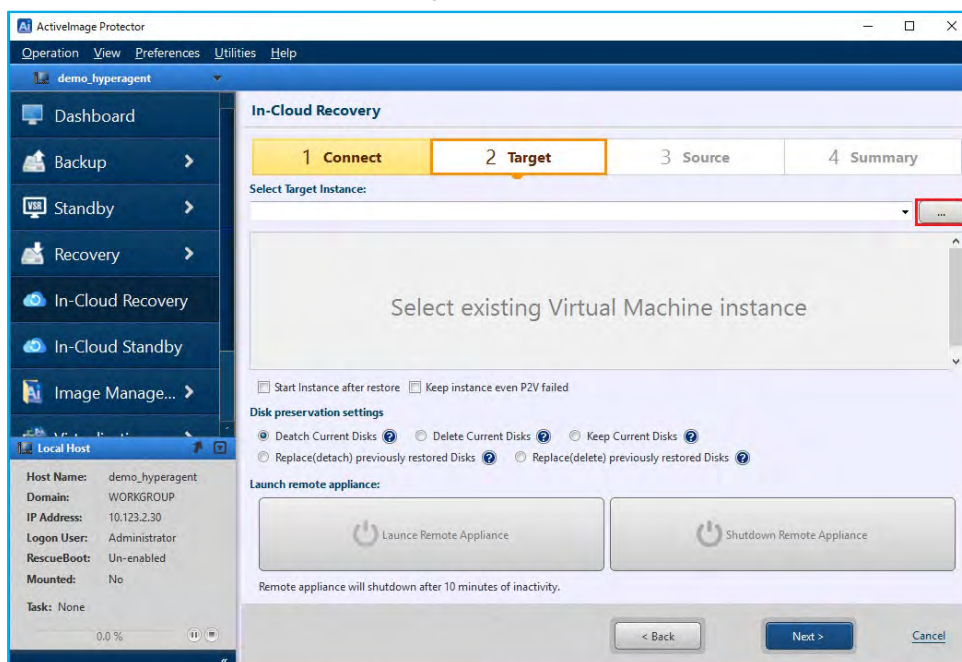 Ai ActiveImage Protector
Operation View Preferences Utilities Help
demo_hyperagent
Dashboard
Backup
VSR Standby
Recovery
In-Cloud Recovery
In-Cloud Standby
Ai Image Manage...
Local Host
Host Name: demo_hyperagent
Domain: WORKGROUP
IP Address: 10.123.2.30
Logon User: Administrator
RescueBoot: Un-enabled
Mounted: No
Task: None
0.0 %
In-Cloud Recovery
1 Connect
2 Target
3 Source
4 Summary
Select Target Instance:
...
Select existing Virtual Machine instance
Start Instance after restore Keep instance even P2V failed
Disk preservation settings
Deatch Current Disks ? Delete Current Disks ? Keep Current Disks ?
Replace(detach) previously restored Disks ? Replace(delete) previously restored Disks ?
Launch remote appliance:
Launce Remote Appliance
Shutdown Remote Appliance
Remote appliance will shutdown after 10 minutes of inactivity.
< Back
Next >
Cancel